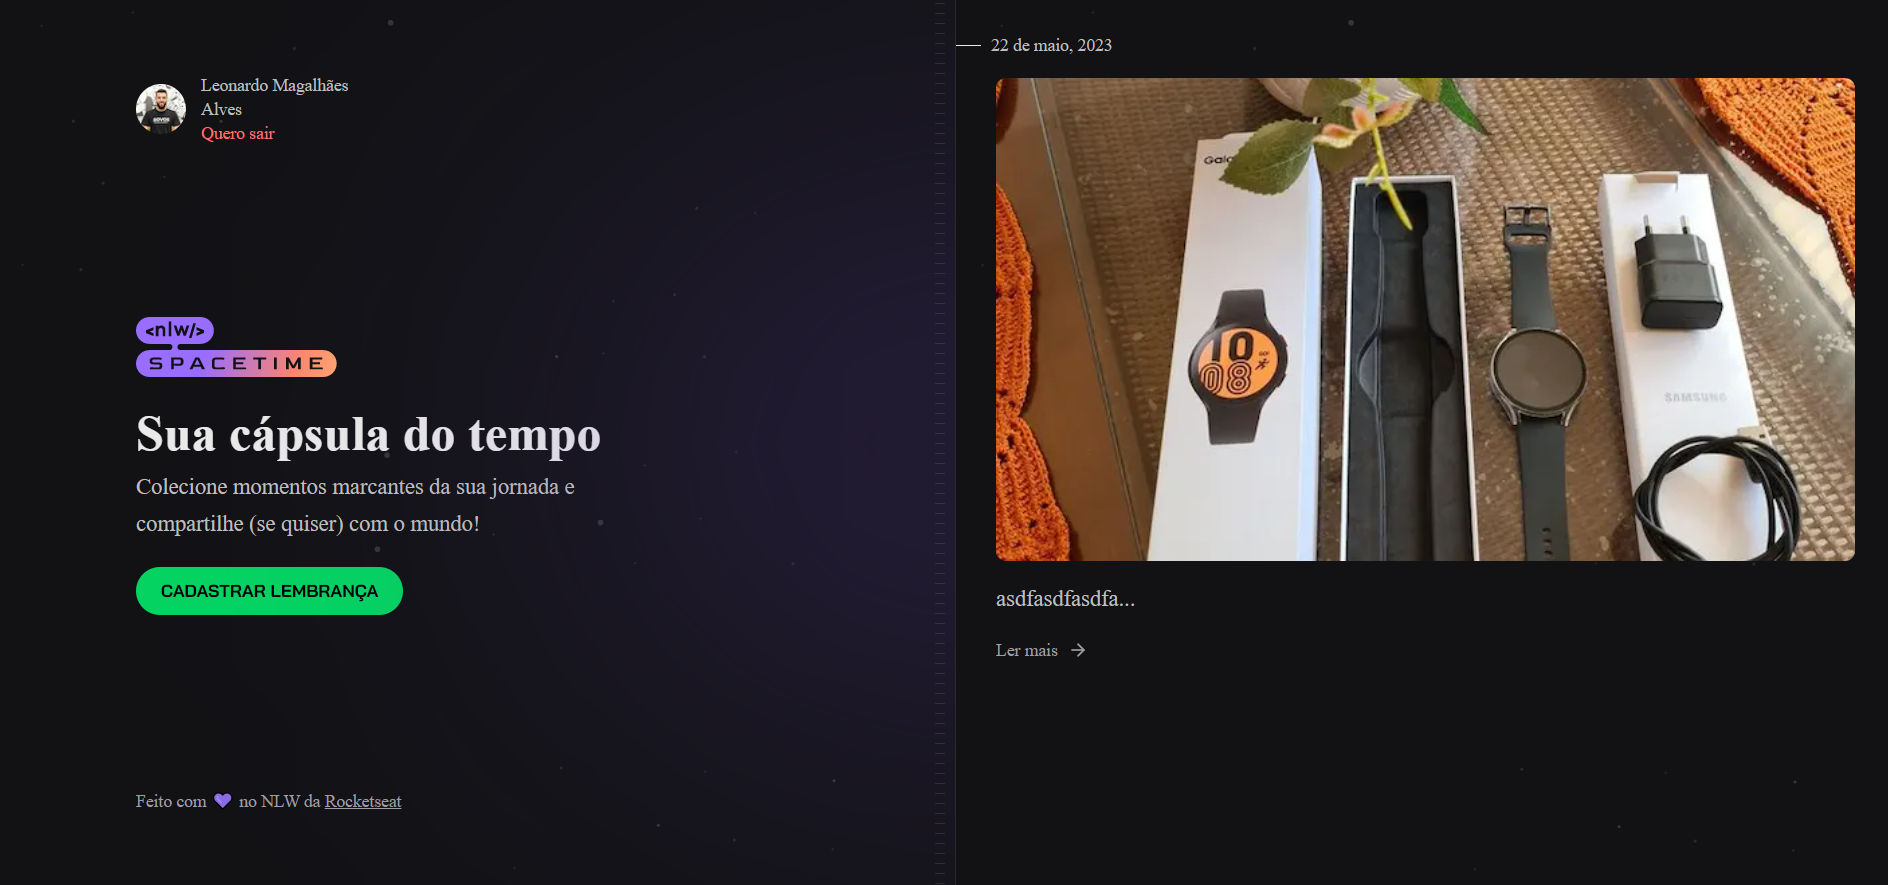 Leonardo Magalhães
Alves
Quero sair
<nlw/>
SPACETIME
Sua cápsula do tempo
Colecione momentos marcantes da sua jornada e
compartilhe (se quiser) com o mundo!
CADASTRAR LEMBRANÇA
Feito com 💜 no NLW da Rocketseat
22 de maio, 2023
10
08
SAMSUNG
asdfasdfasdfa...
Ler mais →